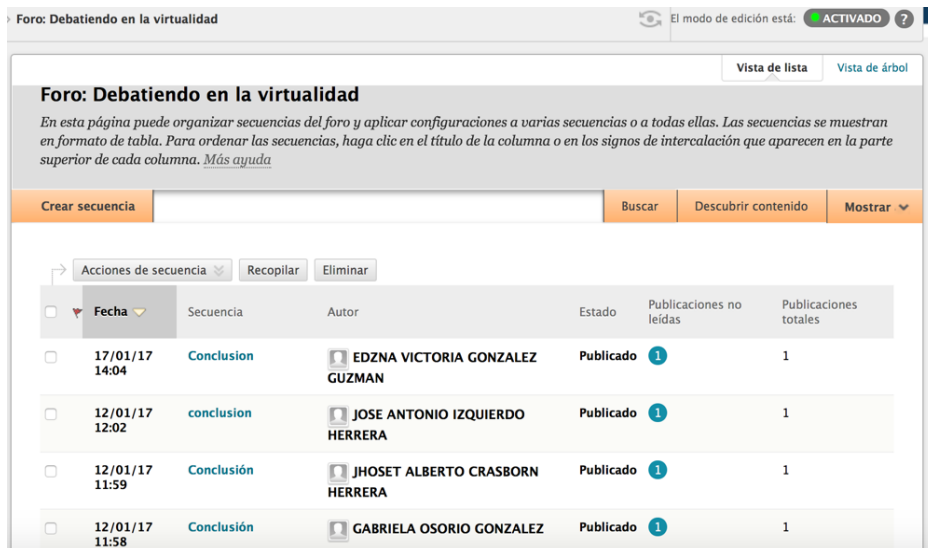 Foro: Debatiendo en la virtualidad
El modo de edición está: ACTIVADO ?
Vista de lista Vista de árbol
Foro: Debatiendo en la virtualidad
En esta página puede organizar secuencias del foro y aplicar configuraciones a varias secuencias o a todas ellas. Las secuencias se muestran
en formato de tabla. Para ordenar las secuencias, haga clic en el título de la columna o en los signos de intercalación que aparecen en la parte
superior de cada columna. Más ayuda
Crear secuencia Buscar Descubrir contenido Mostrar
Acciones de secuencia Recopilar Eliminar
Fecha Secuencia Autor Estado Publicaciones no leídas Publicaciones totales
17/01/17 Conclusion EDZNA VICTORIA GONZALEZ Publicado 1 1
14:04 GUZMAN
12/01/17 conclusion JOSE ANTONIO IZQUIERDO Publicado 1 1
12:02 HERRERA
12/01/17 Conclusión JHOSET ALBERTO CRASBORN Publicado 1 1
11:59 HERRERA
12/01/17 Conclusión GABRIELA OSORIO GONZALEZ Publicado 1 1
11:58